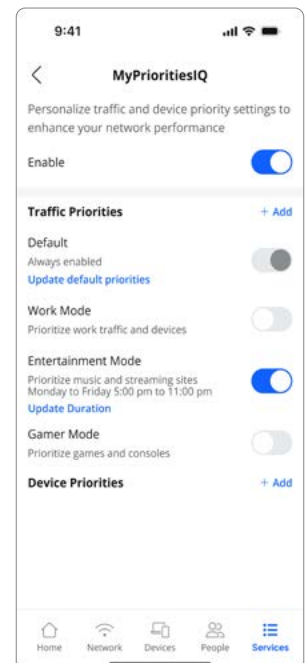 9:41
MyPrioritiesIQ
Personalize traffic and device priority settings to
enhance your network performance
Enable
Traffic Priorities + Add
Default
Always enabled
Update default priorities
Work Mode
Prioritize work traffic and devices
Entertainment Mode
Prioritize music and streaming sites
Monday to Friday 5:00 pm to 11:00 pm
Update Duration
Gamer Mode
Prioritize games and consoles
Device Priorities + Add
Home Network Devices People Services